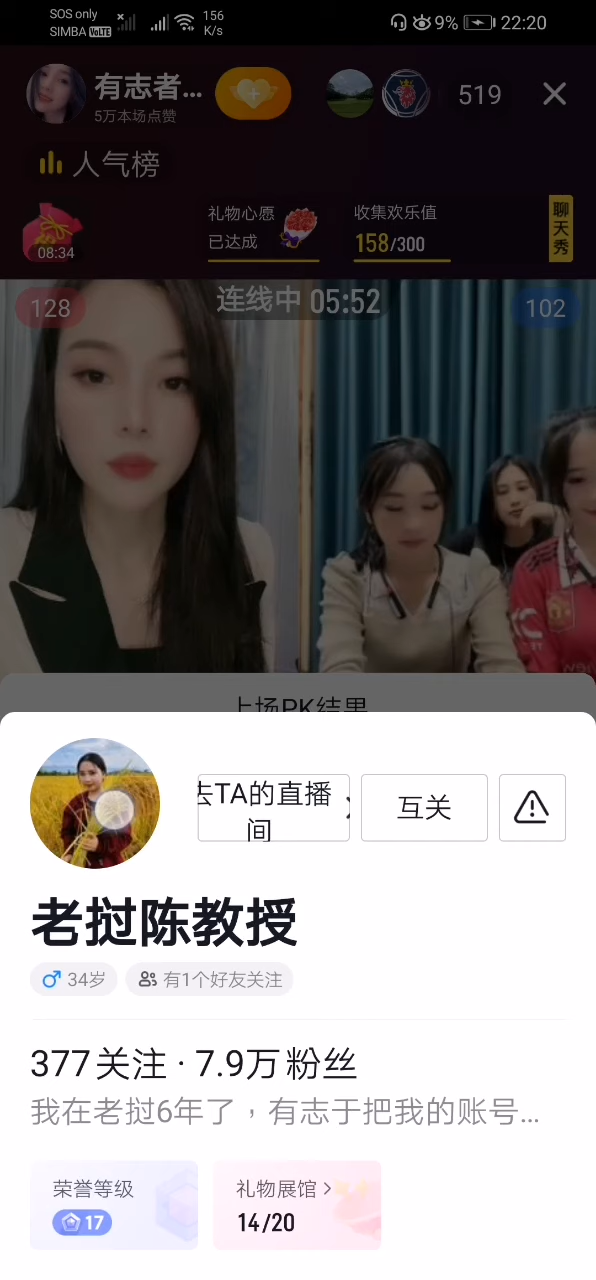 SOS only
SIMBA VoLTE
156
K/s
9%
22:20
有志者...
5万本场点赞
519
人气榜
08:34
礼物心愿
已达成
收集欢乐值
158/300
聊天秀
128
连线中 05:52
102
上场PK结果
去TA的直播
间
互关
老挝陈教授
34岁
有1个好友关注
377关注 · 7.9万粉丝
我在老挝6年了，有志于把我的账号...
荣誉等级
17
礼物展馆
14/20